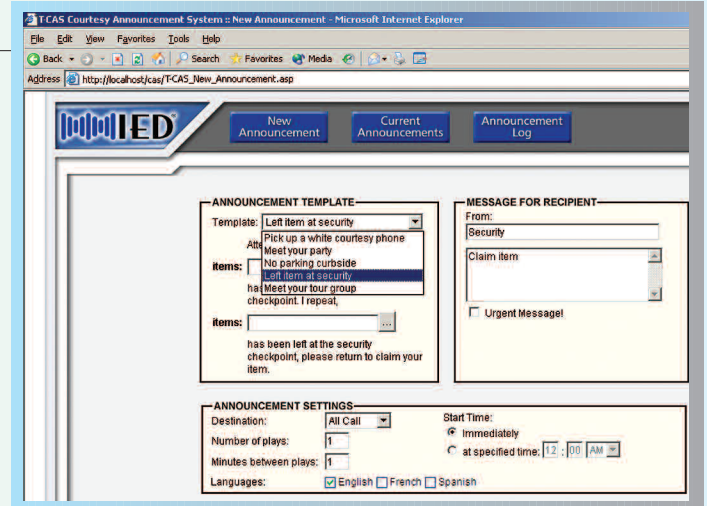 T-CAS Courtesy Announcement System :: New Announcement - Microsoft Internet Explorer
File Edit View Favorites Tools Help
Back Search Favorites Media
Address http://localhost/cas/T-CAS_New_Announcement.asp
IED
New Announcement
Current Announcements
Announcement Log
ANNOUNCEMENT TEMPLATE
Template: Left item at security
Pick up a white courtesy phone
Meet your party
No parking curbside
Left item at security
Meet your tour group
items:
checkpoint. I repeat,
items:
...
has been left at the security
checkpoint, please return to claim your
item.
MESSAGE FOR RECIPIENT
From:
Security
Claim item
Urgent Message!
ANNOUNCEMENT SETTINGS
Destination: All Call
Number of plays: 1
Minutes between plays: 1
Languages: English French Spanish
Start Time:
Immediately
at specified time: 12 : 00 AM